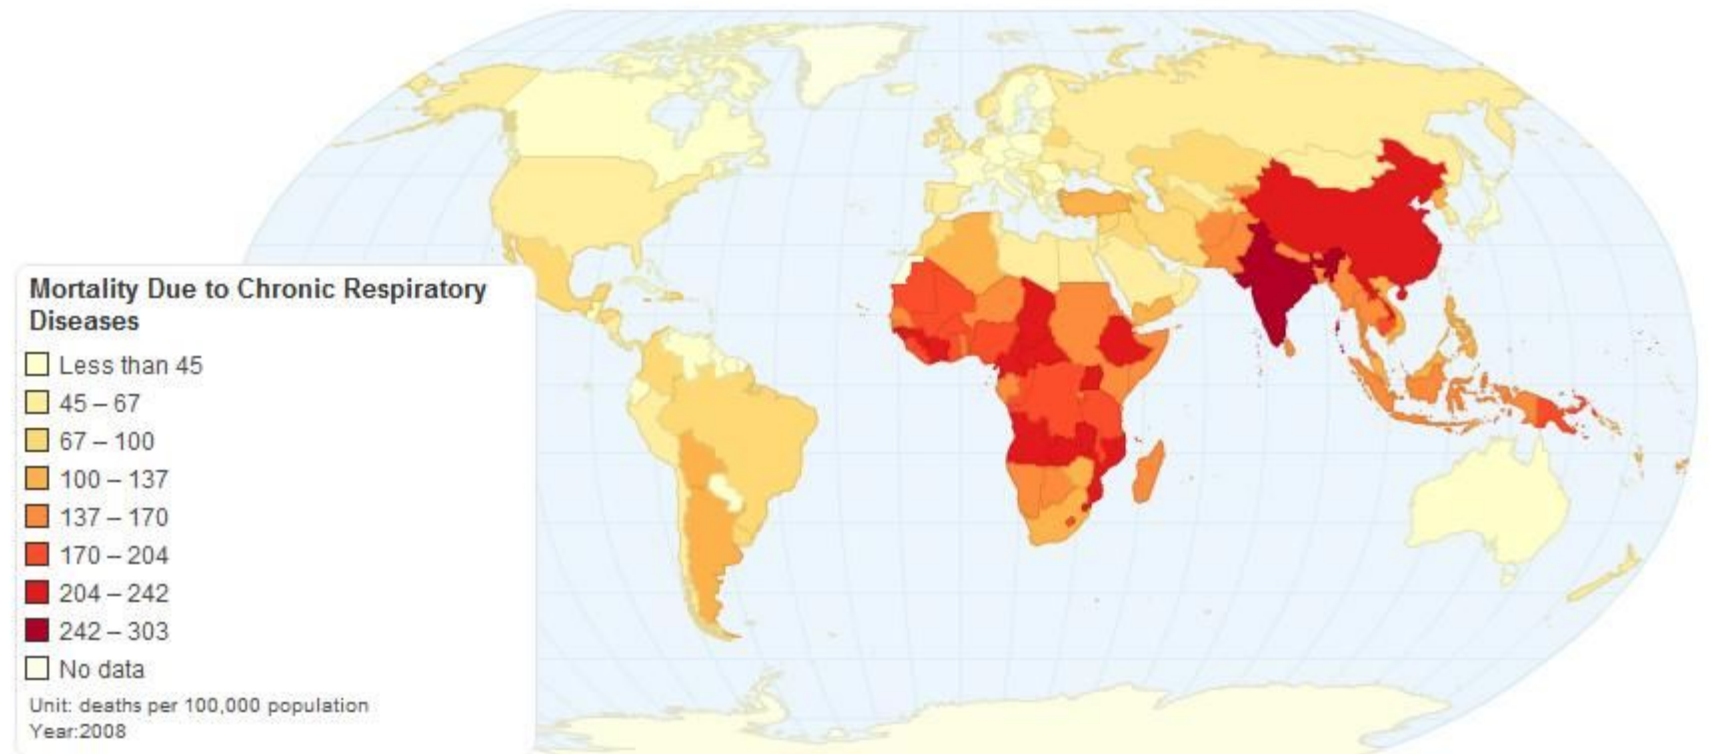 Mortality Due to Chronic Respiratory
Diseases
Less than 45
45 – 67
67 – 100
100 – 137
137 – 170
170 – 204
204 – 242
242 – 303
No data
Unit: deaths per 100,000 population
Year:2008